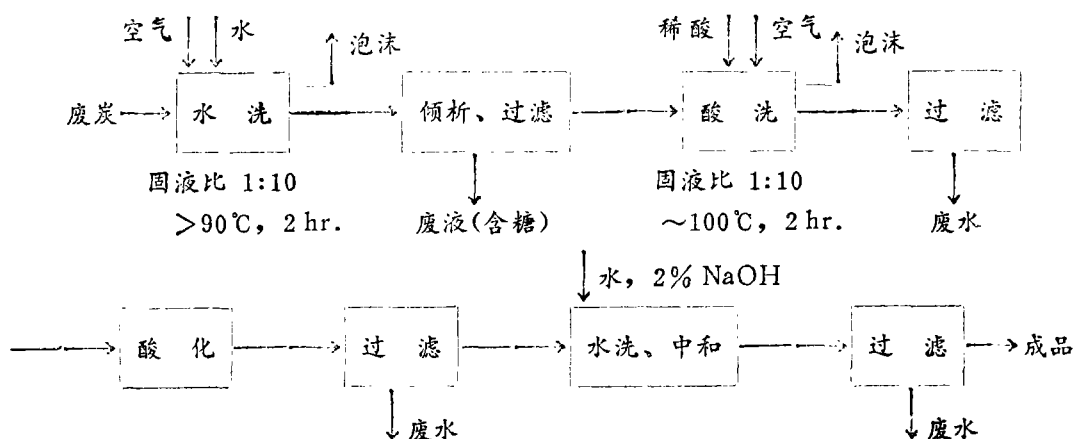 空气 水 泡沫 稀酸 空气 泡沫
废炭 水 洗 倾析、过滤 酸 洗 过 滤
固液比 1:10 固液比 1:10
>90℃, 2 hr. 废液(含糖) ~100℃, 2 hr. 废水
水, 2% NaOH
酸 化 过 滤 水洗、中和 过 滤 成品
废水 废水